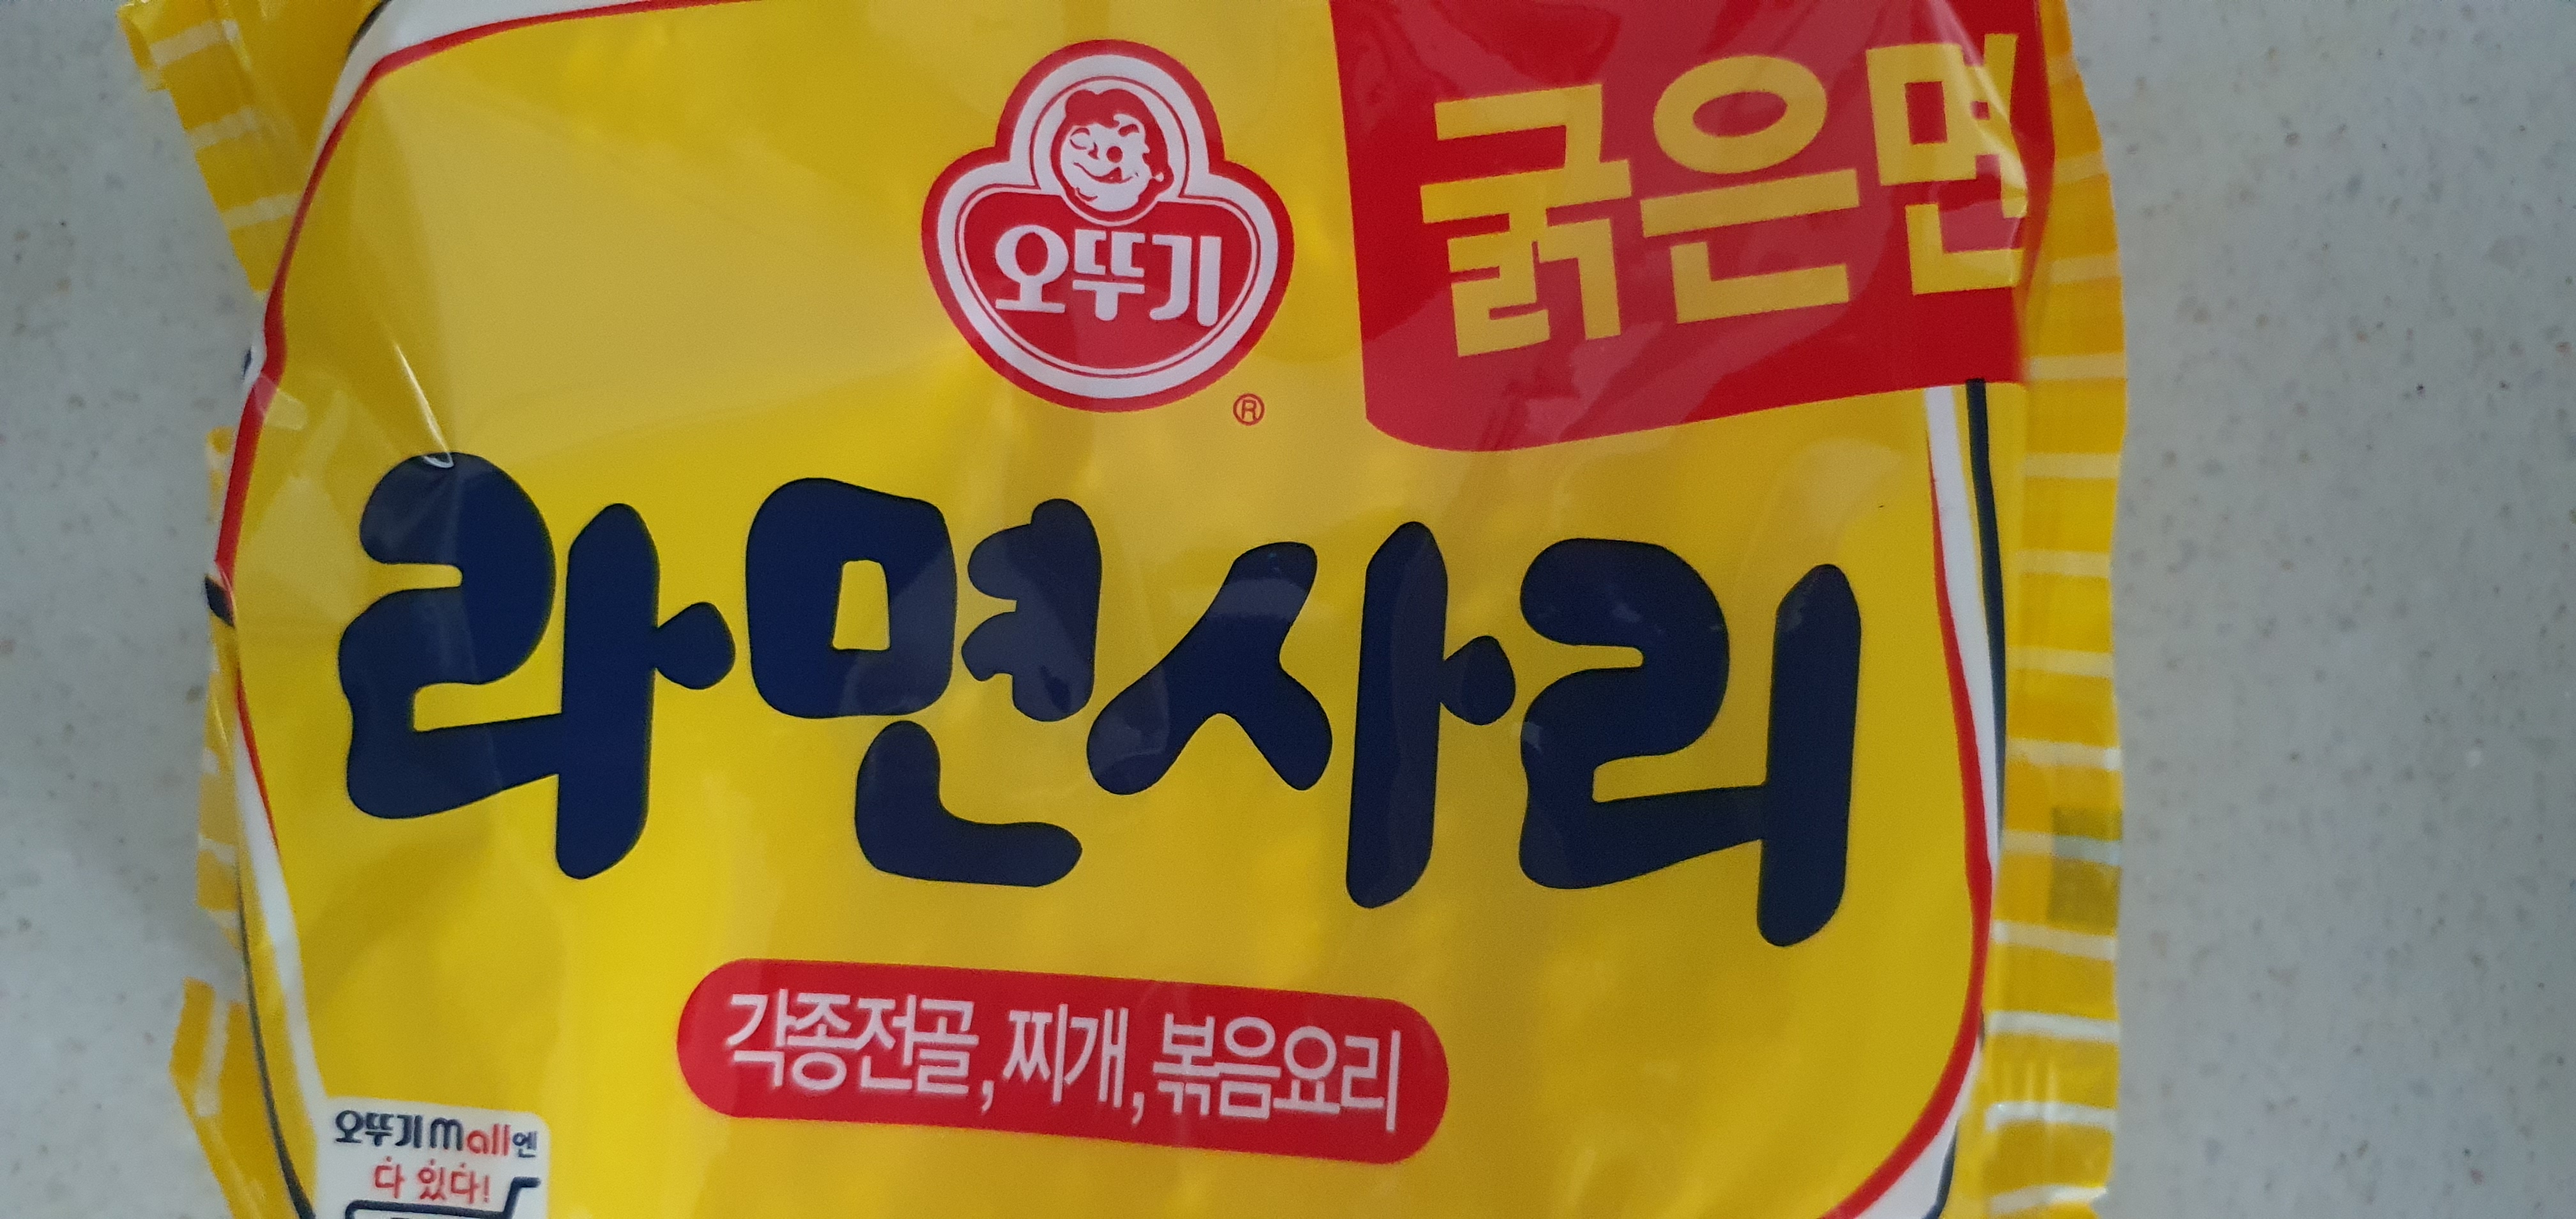 굵은면
오뚜기
®
라면사리
각종전골, 찌개, 볶음요리
오뚜기mall엔
다 있다!